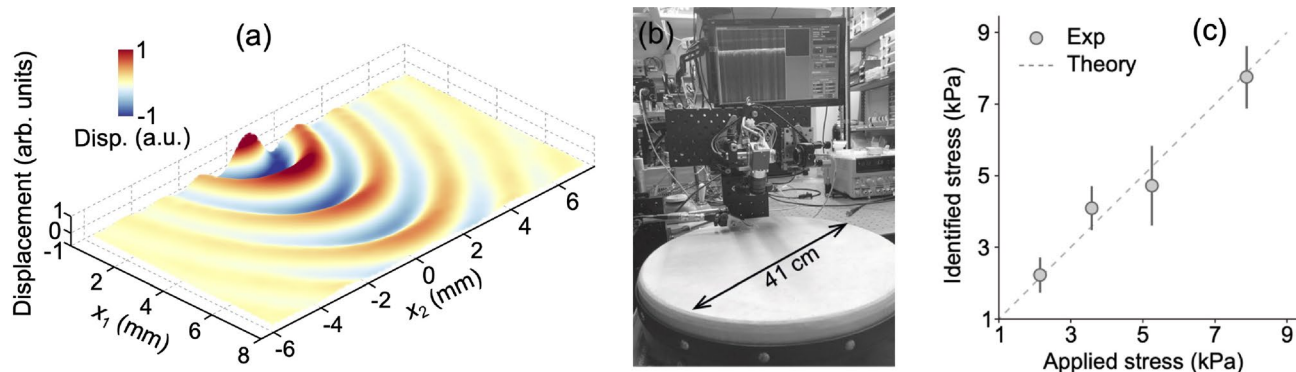 (a)
1
-1
Disp. (a.u.)
Displacement (arb. units)
1
0
-1
2
4
6
8
x₁ (mm)
-6
-4
-2
0
2
4
6
x₂ (mm)
(b)
41 cm
(c)
Exp
Theory
Identified stress (kPa)
9
7
5
3
1
1 3 5 7 9
Applied stress (kPa)